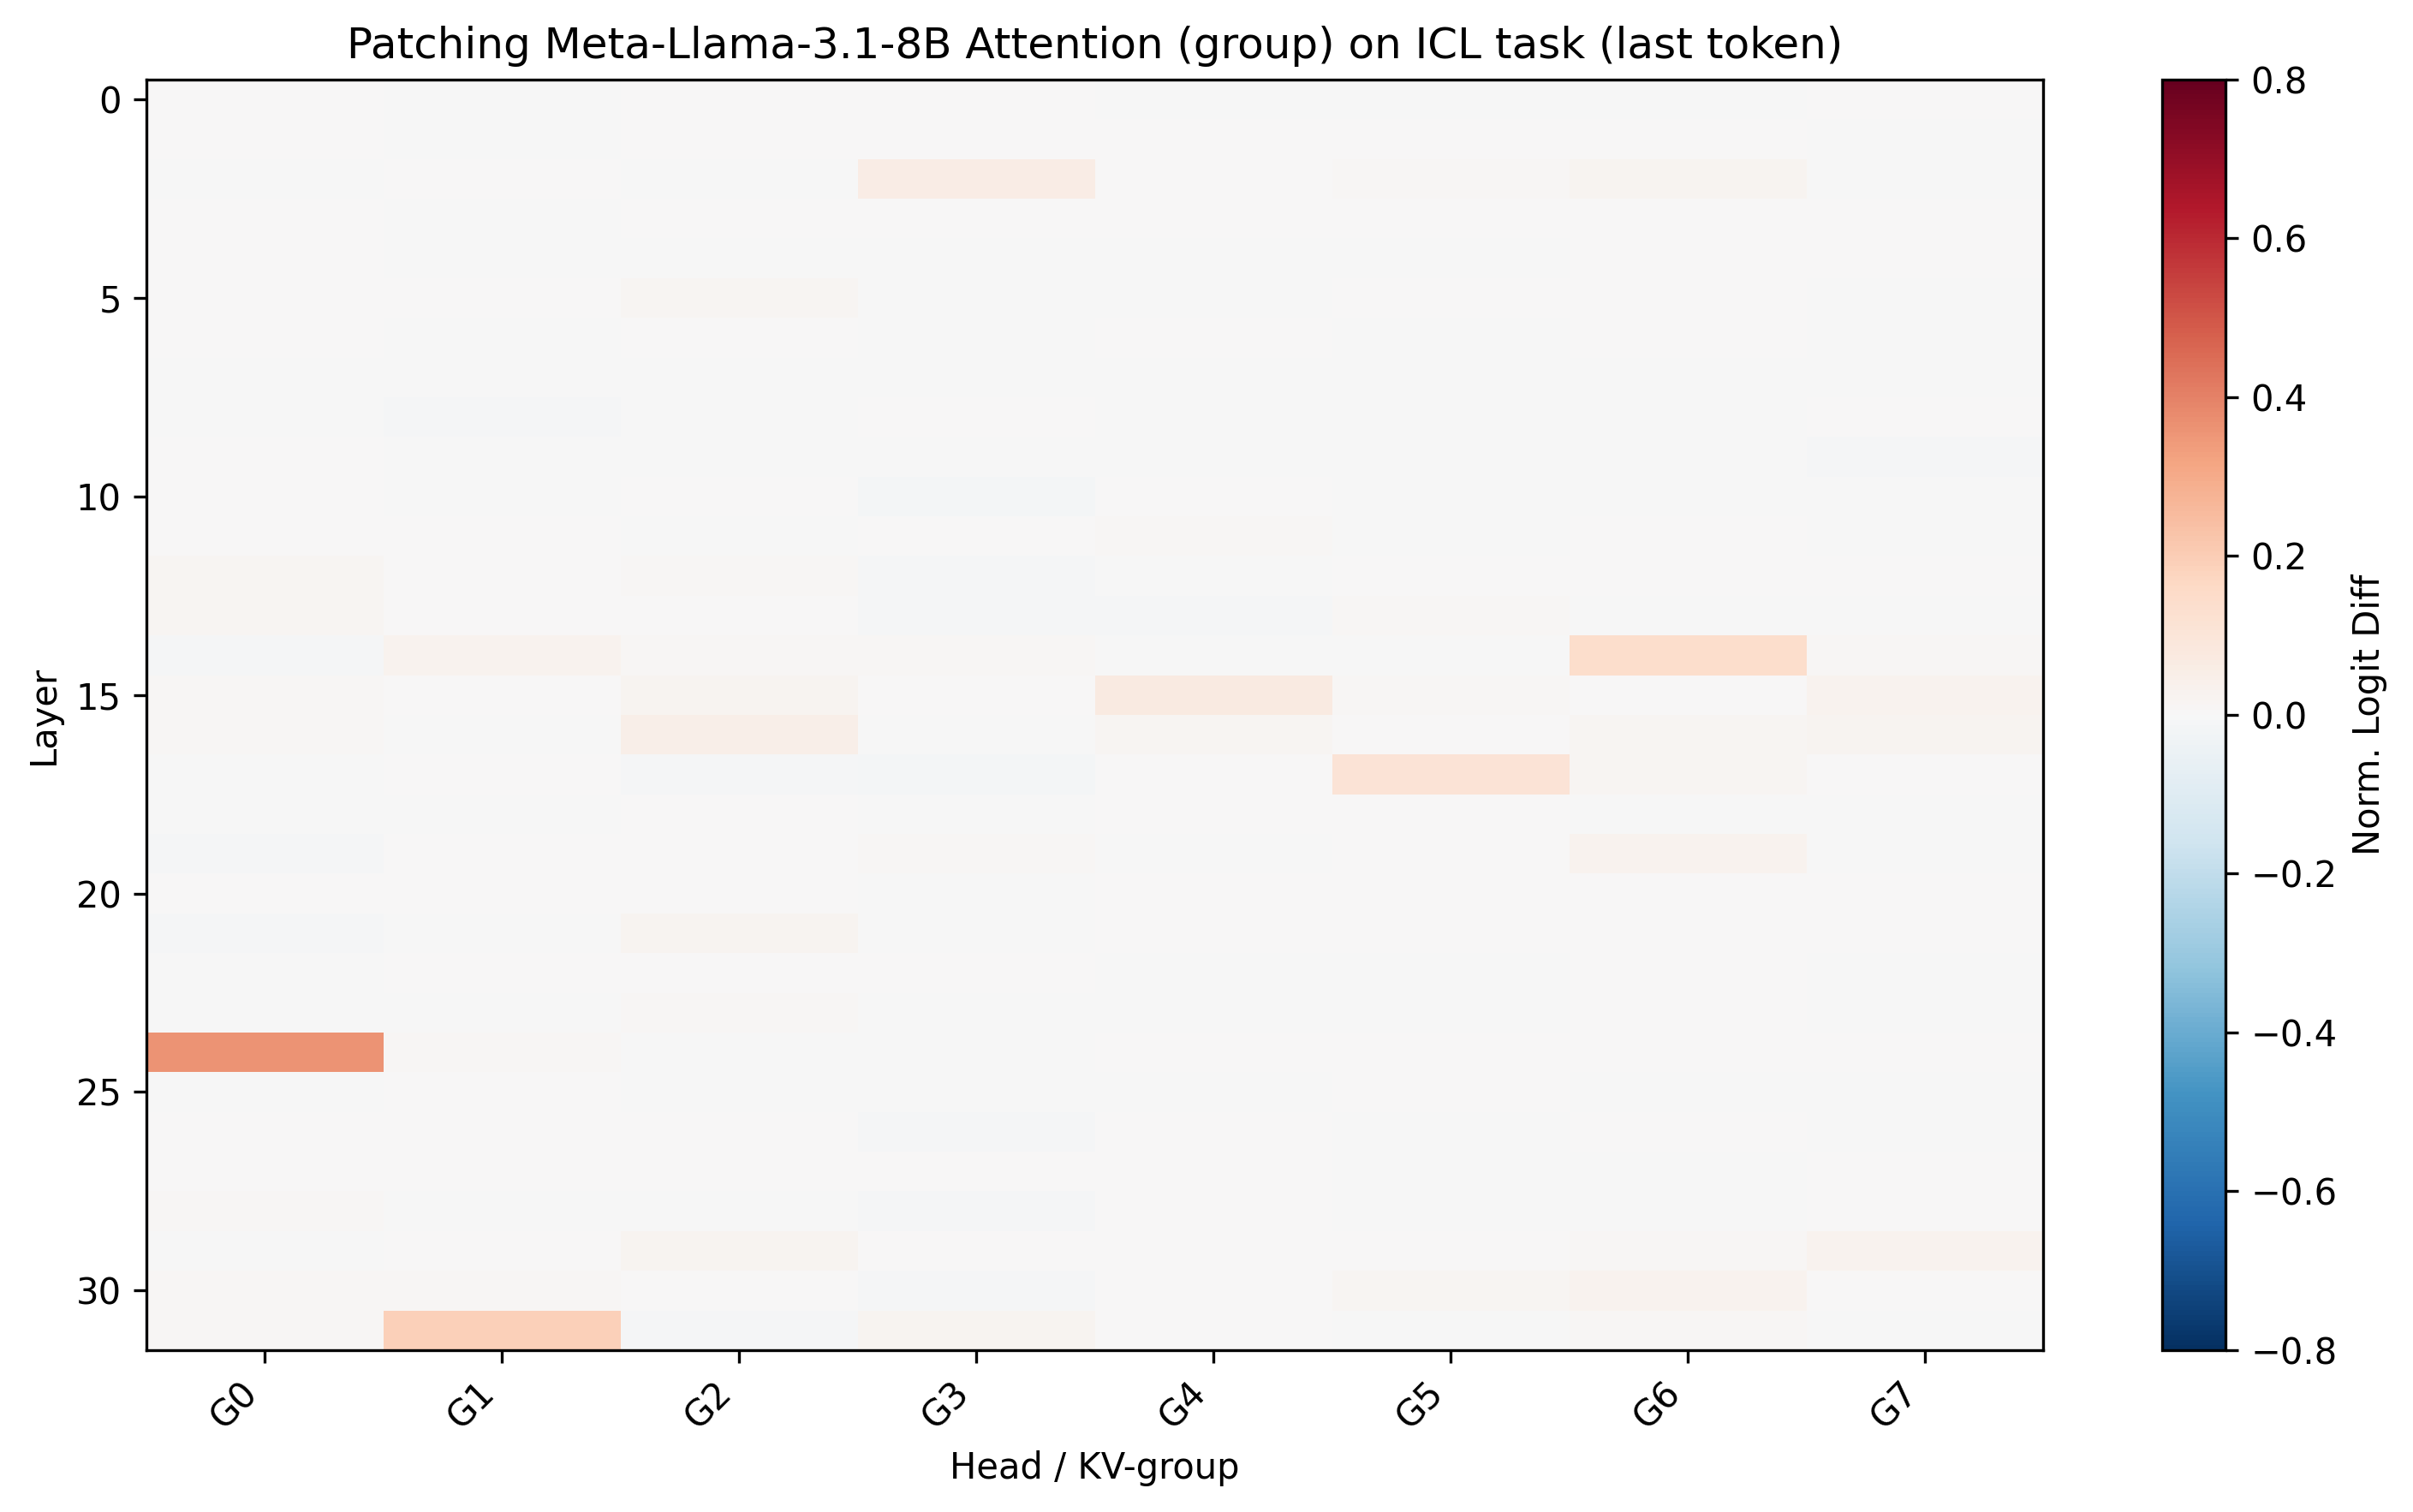 Patching Meta-Llama-3.1-8B Attention (group) on ICL task (last token)
Layer
0
5
10
15
20
25
30
G0
G1
G2
G3
G4
G5
G6
G7
Head / KV-group
0.8
0.6
0.4
0.2
0.0
−0.2
−0.4
−0.6
−0.8
Norm. Logit Diff